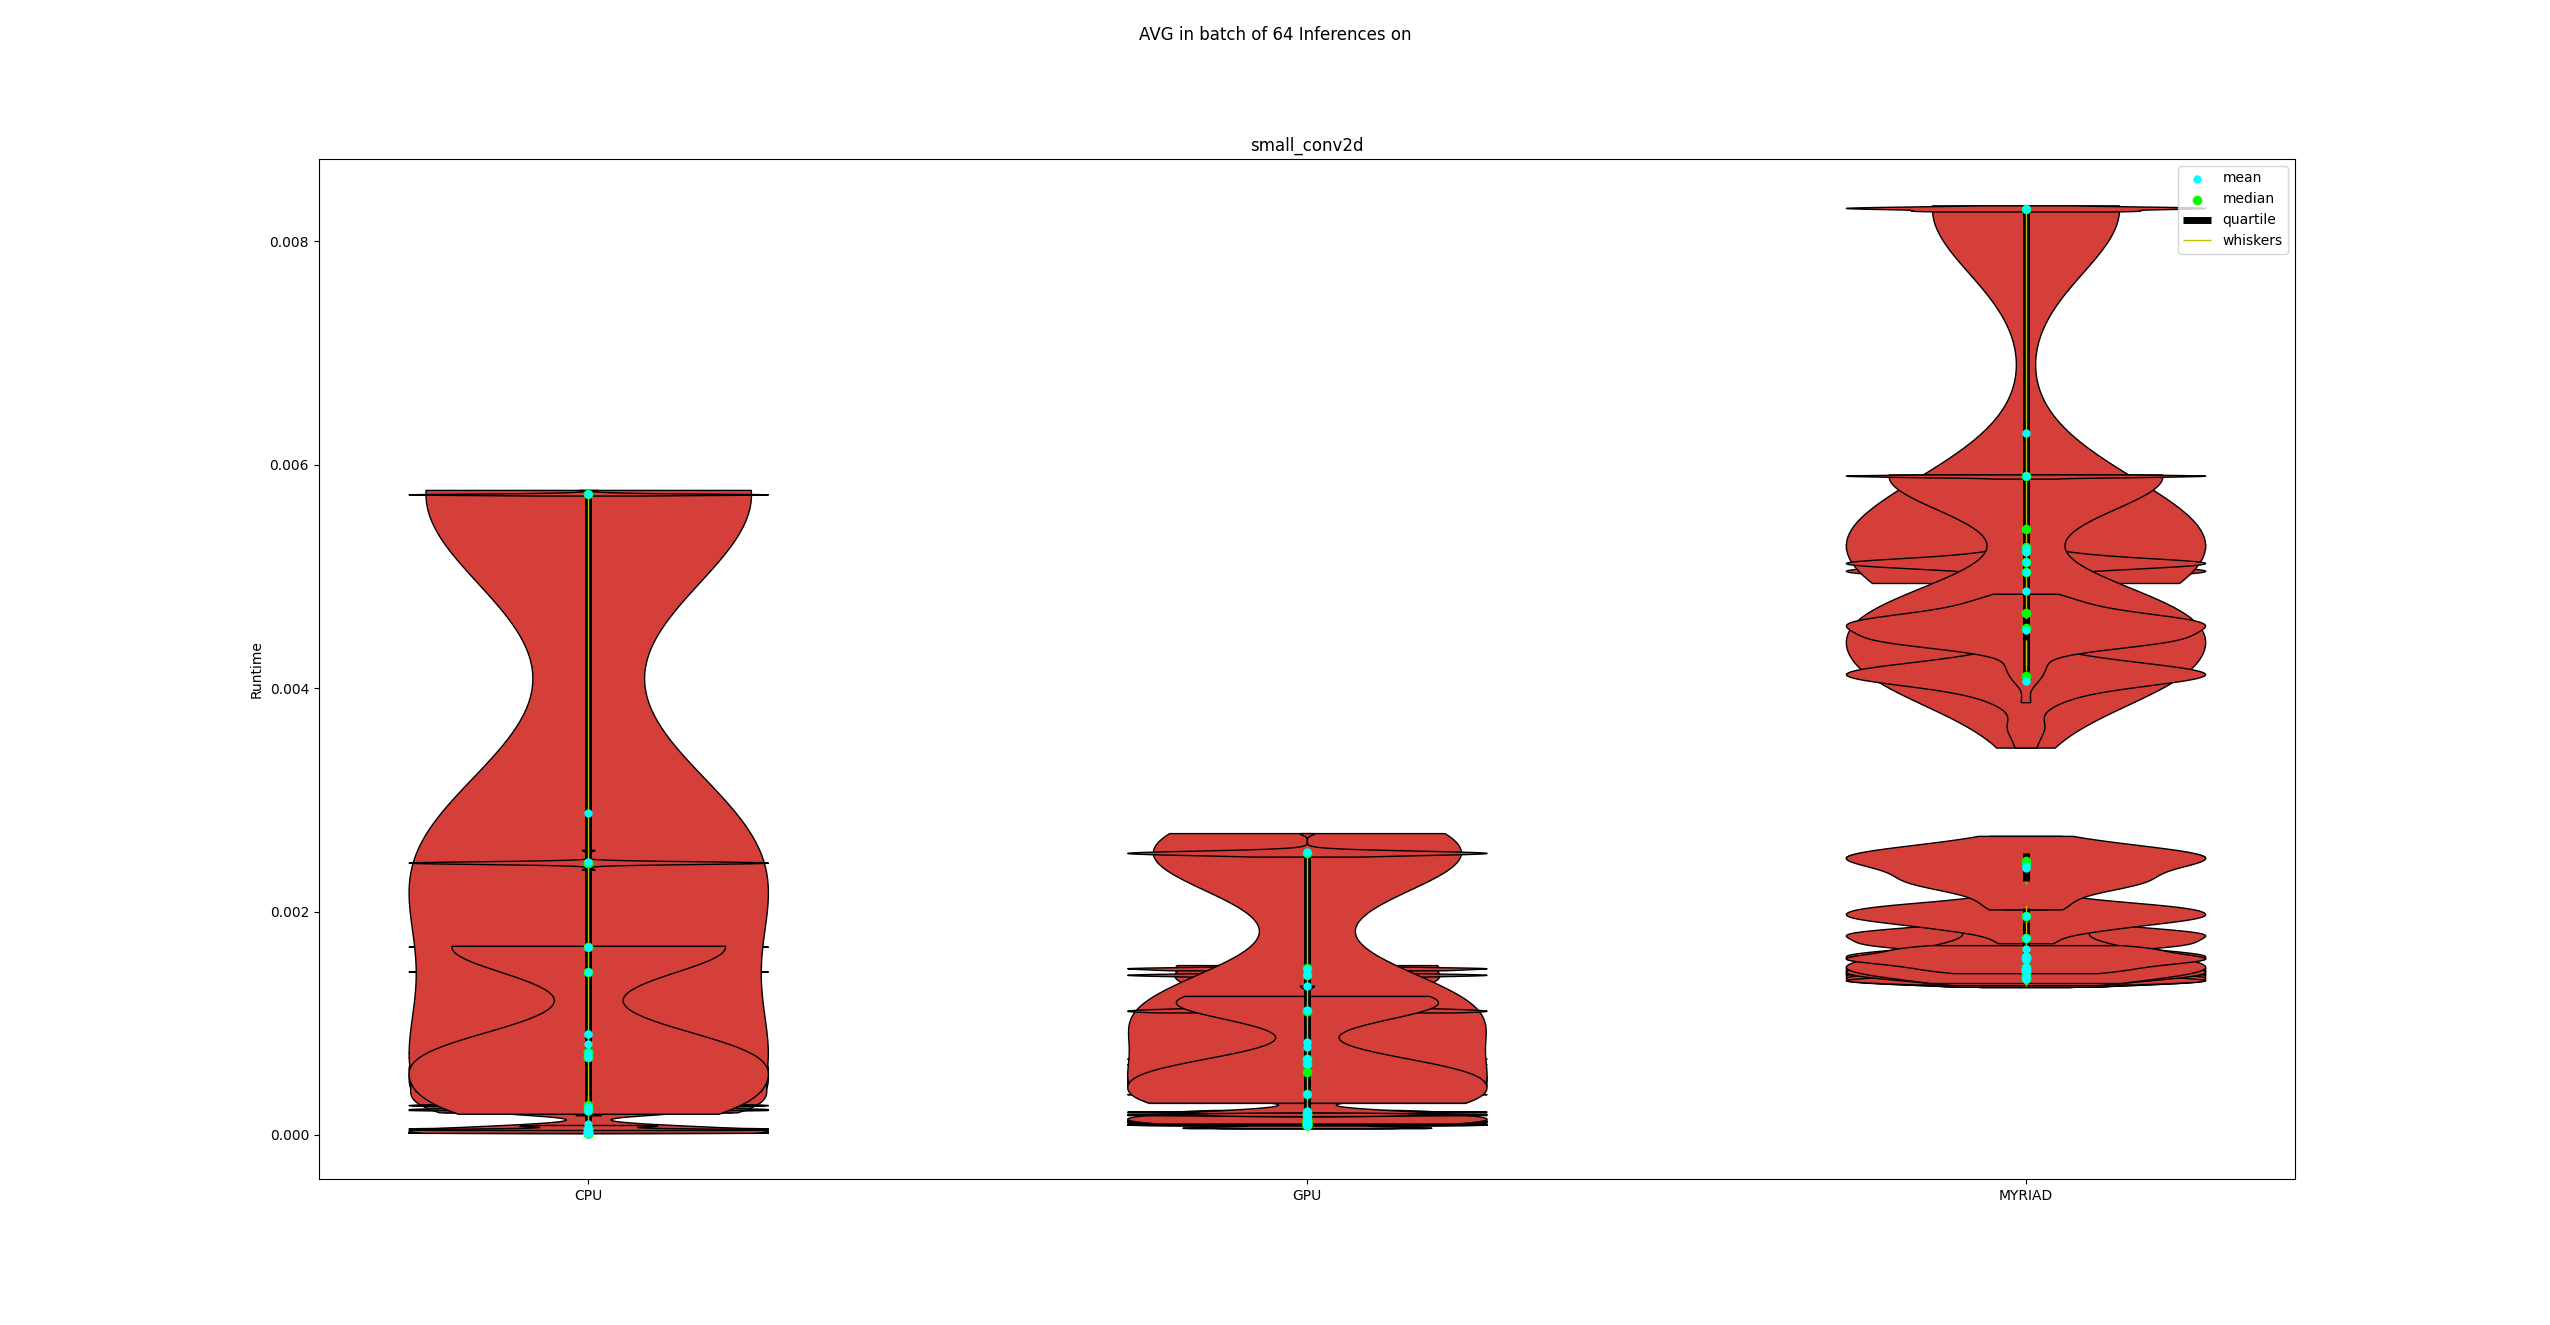 AVG in batch of 64 Inferences on
small_conv2d
mean
median
quartile
whiskers
0.008
0.006
0.004
0.002
0.000
Runtime
CPU
GPU
MYRIAD